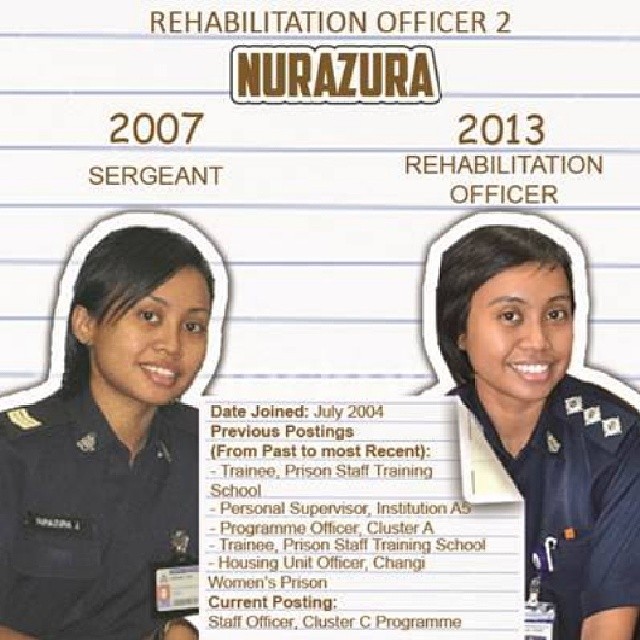 REHABILITATION OFFICER 2
NURAZURA
2007
SERGEANT
2013
REHABILITATION
OFFICER
Date Joined: July 2004
Previous Postings
(From Past to most Recent):
- Trainee, Prison Staff Training
School
- Personal Supervisor, Institution A5
- Programme Officer, Cluster A
- Trainee, Prison Staff Training School
- Housing Unit Officer, Changi
Women's Prison
Current Posting:
Staff Officer, Cluster C Programme
NURAZURA J